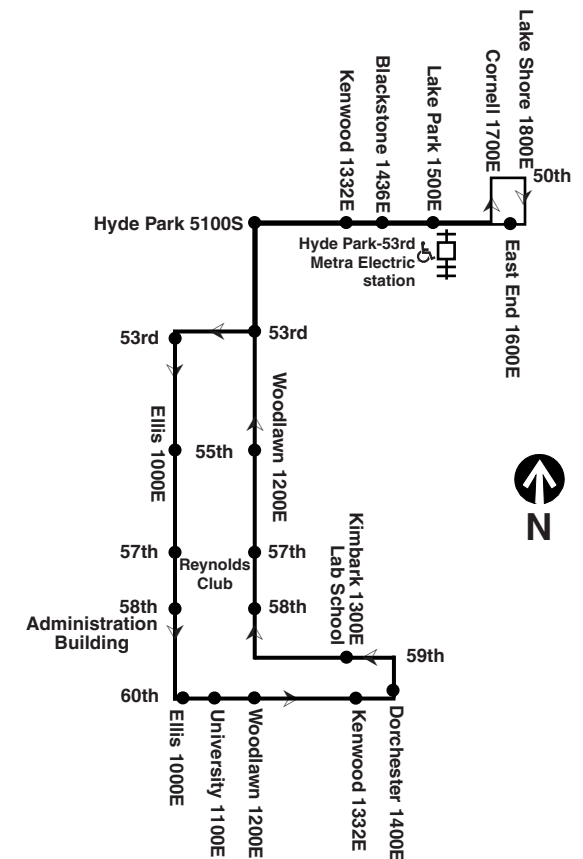 Lake Shore 1800E
Cornell 1700E
50th
Lake Park 1500E
Blackstone 1436E
Kenwood 1332E
Hyde Park 5100S
Hyde Park-53rd
Metra Electric
station
East End 1600E
53rd
53rd
Ellis 1000E
55th
Woodlawn 1200E
N
57th
Reynolds
Club
57th
58th
58th
Kimbark 1300E
Lab School
Administration
Building
59th
60th
Ellis 1000E
University 1100E
Woodlawn 1200E
Kenwood 1332E
Dorchester 1400E